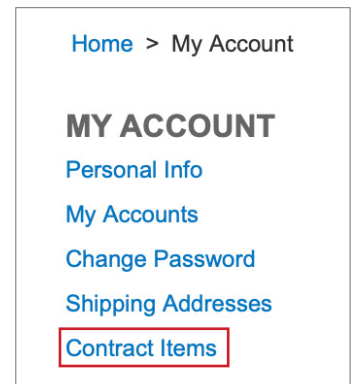 Home > My Account
MY ACCOUNT
Personal Info
My Accounts
Change Password
Shipping Addresses
Contract Items